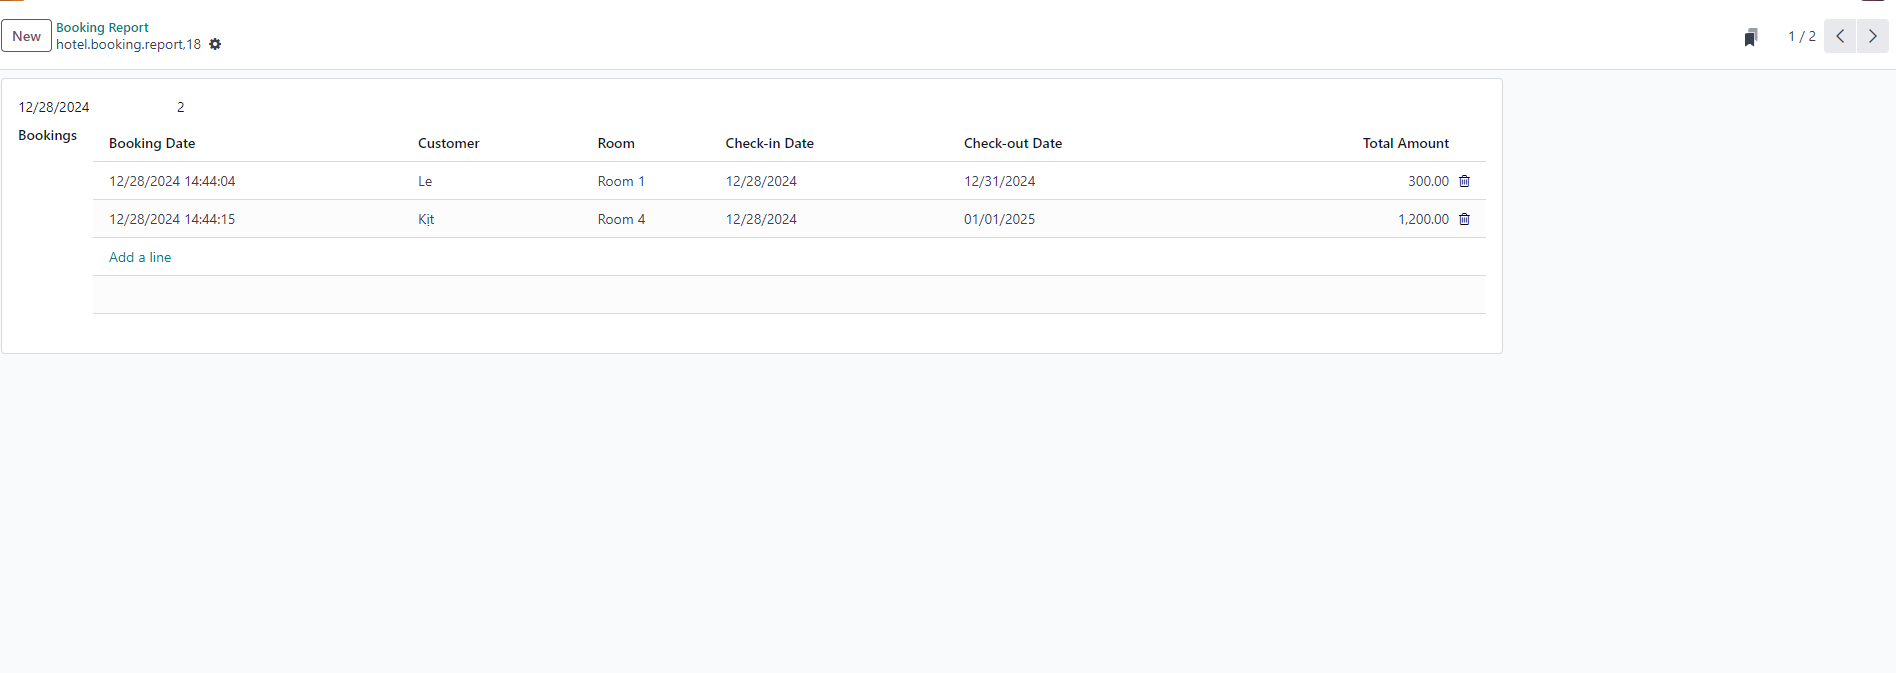 New
Booking Report
hotel.booking.report,18
1 / 2
12/28/2024 2
Bookings
Booking Date Customer Room Check-in Date Check-out Date Total Amount
12/28/2024 14:44:04 Le Room 1 12/28/2024 12/31/2024 300.00
12/28/2024 14:44:15 Kịt Room 4 12/28/2024 01/01/2025 1,200.00
Add a line